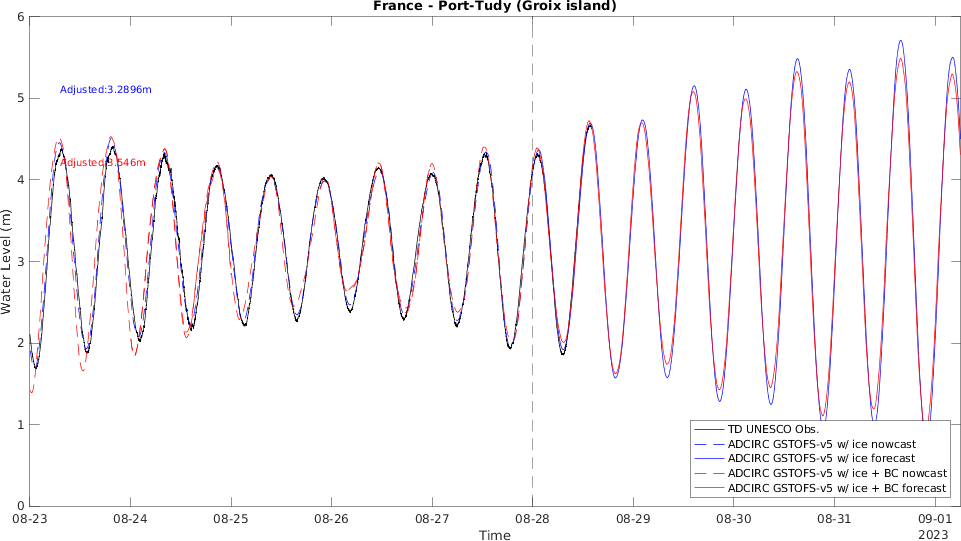 France - Port-Tudy (Groix island)
6
5
4
3
2
1
0
Water Level (m)
Adjusted:3.2896m
Adjusted:3.546m
TD UNESCO Obs.
ADCIRC GSTOFS-v5 w/ ice nowcast
ADCIRC GSTOFS-v5 w/ ice forecast
ADCIRC GSTOFS-v5 w/ ice + BC nowcast
ADCIRC GSTOFS-v5 w/ ice + BC forecast
08-23 08-24 08-25 08-26 08-27 08-28 08-29 08-30 08-31 09-01
2023
Time